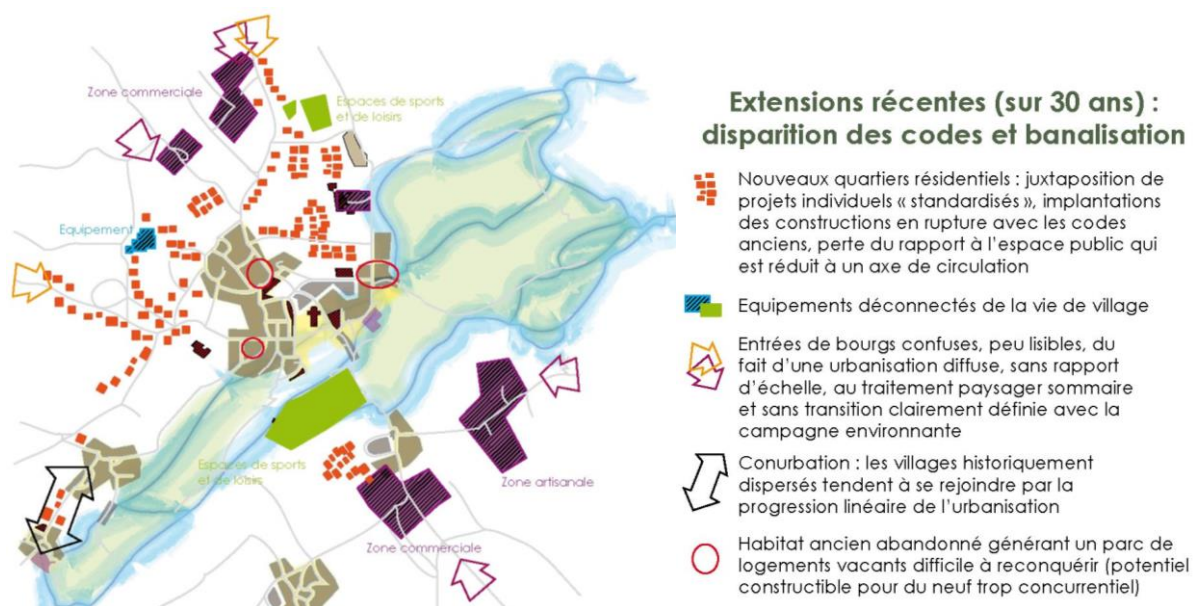 Zone commerciale
Espaces de sports
et de loisirs
Equipement
Espaces de sports
et de loisirs
Zone artisanale
Zone commerciale
Extensions récentes (sur 30 ans) :
disparition des codes et banalisation
Nouveaux quartiers résidentiels : juxtaposition de
projets individuels « standardisés », implantations
des constructions en rupture avec les codes
anciens, perte du rapport à l'espace public qui
est réduit à un axe de circulation
Equipements déconnectés de la vie de village
Entrées de bourgs confuses, peu lisibles, du
fait d'une urbanisation diffuse, sans rapport
d'échelle, au traitement paysager sommaire
et sans transition clairement définie avec la
campagne environnante
Conurbation : les villages historiquement
dispersés tendent à se rejoindre par la
progression linéaire de l'urbanisation
Habitat ancien abandonné générant un parc de
logements vacants difficile à reconquérir (potentiel
constructible pour du neuf trop concurrentiel)